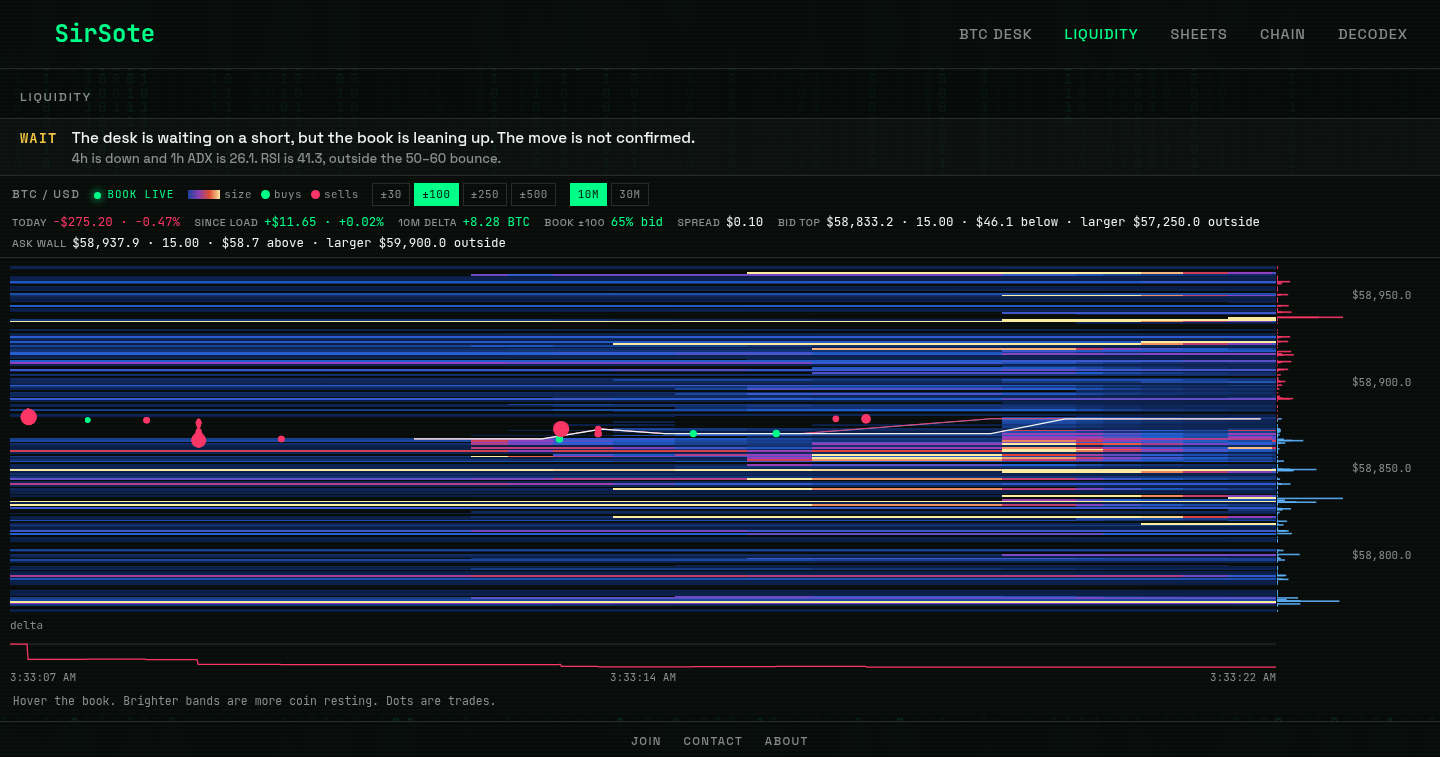 SirSote
BTC DESK LIQUIDITY SHEETS CHAIN DECODEX
LIQUIDITY
WAIT The desk is waiting on a short, but the book is leaning up. The move is not confirmed.
4h is down and 1h ADX is 26.1. RSI is 41.3, outside the 50–60 bounce.
BTC / USD BOOK LIVE size buys sells ±30 ±100 ±250 ±500 10M 30M
TODAY -$275.20 · -0.47% SINCE LOAD +$11.65 · +0.02% 10M DELTA +8.28 BTC BOOK ±100 65% bid SPREAD $0.10 BID TOP $58,833.2 · 15.00 · $46.1 below · larger $57,250.0 outside
ASK WALL $58,937.9 · 15.00 · $58.7 above · larger $59,900.0 outside
$58,950.0
$58,900.0
$58,850.0
$58,800.0
delta
3:33:07 AM 3:33:14 AM 3:33:22 AM
Hover the book. Brighter bands are more coin resting. Dots are trades.
JOIN CONTACT ABOUT